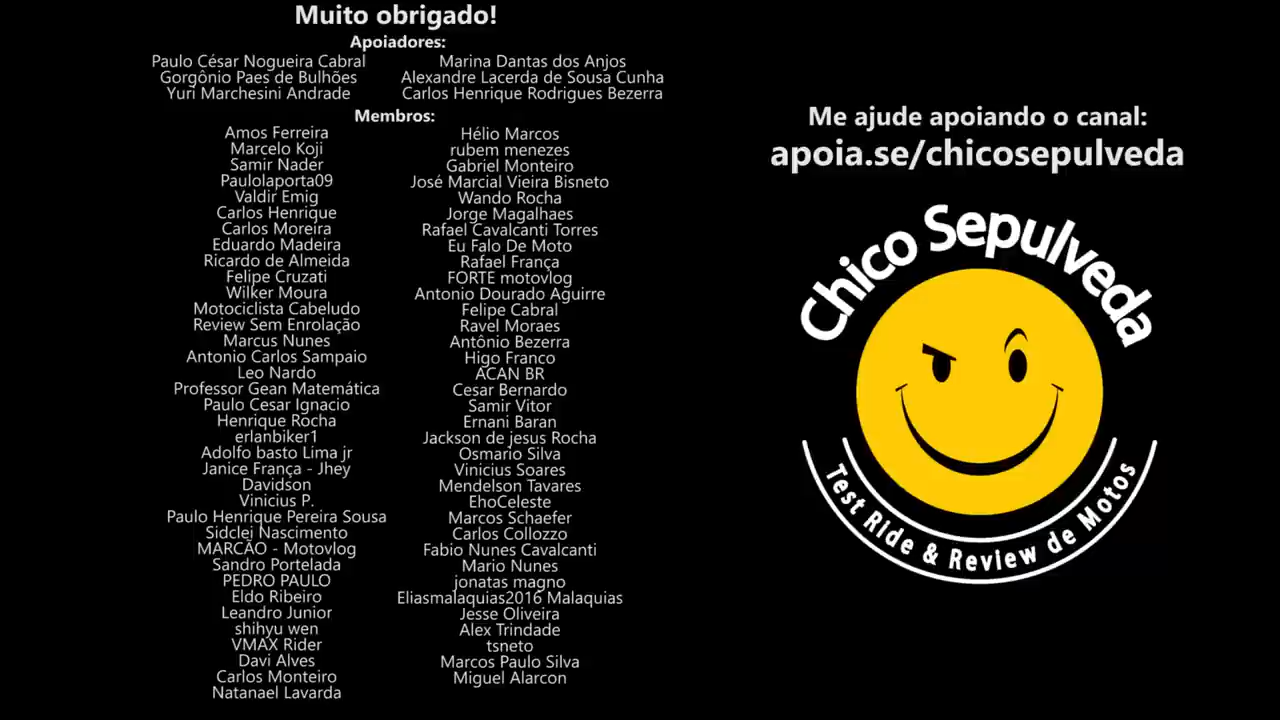 Muito obrigado!
Apoiadores:
Paulo César Nogueira Cabral
Gorgônio Paes de Bulhões
Yuri Marchesini Andrade
Marina Dantas dos Anjos
Alexandre Lacerda de Sousa Cunha
Carlos Henrique Rodrigues Bezerra
Membros:
Amos Ferreira
Marcelo Koji
Samir Nader
Paulolaporta09
Valdir Emig
Carlos Henrique
Carlos Moreira
Eduardo Madeira
Ricardo de Almeida
Felipe Cruzati
Wilker Moura
Motociclista Cabeludo
Review Sem Enrolação
Marcus Nunes
Antonio Carlos Sampaio
Leo Nardo
Professor Gean Matemática
Paulo Cesar Ignacio
Henrique Rocha
erlanbiker1
Adolfo basto Lima jr
Janice França - Jhey
Davidson
Vinicius P.
Paulo Henrique Pereira Sousa
Sidclei Nascimento
MARCÃO - Motovlog
Sandro Portelada
PEDRO PAULO
Eldo Ribeiro
Leandro Junior
shihyu wen
VMAX Rider
Davi Alves
Carlos Monteiro
Natanael Lavarda
Hélio Marcos
rubem menezes
Gabriel Monteiro
José Marcial Vieira Bisneto
Wando Rocha
Jorge Magalhaes
Rafael Cavalcanti Torres
Eu Falo De Moto
Rafael França
FORTE motovlog
Antonio Dourado Aguirre
Felipe Cabral
Ravel Moraes
Antônio Bezerra
Higo Franco
ACAN BR
Cesar Bernardo
Samir Vitor
Ernani Baran
Jackson de jesus Rocha
Osmario Silva
Vinicius Soares
Mendelson Tavares
EhoCeleste
Marcos Schaefer
Carlos Collozzo
Fabio Nunes Cavalcanti
Mario Nunes
jonatas magno
Eliasmalaquias2016 Malaquias
Jesse Oliveira
Alex Trindade
tsneto
Marcos Paulo Silva
Miguel Alarcon
Me ajude apoiando o canal:
apoia.se/chicosepulveda
Chico Sepulveda
Test Ride & Review de Motos